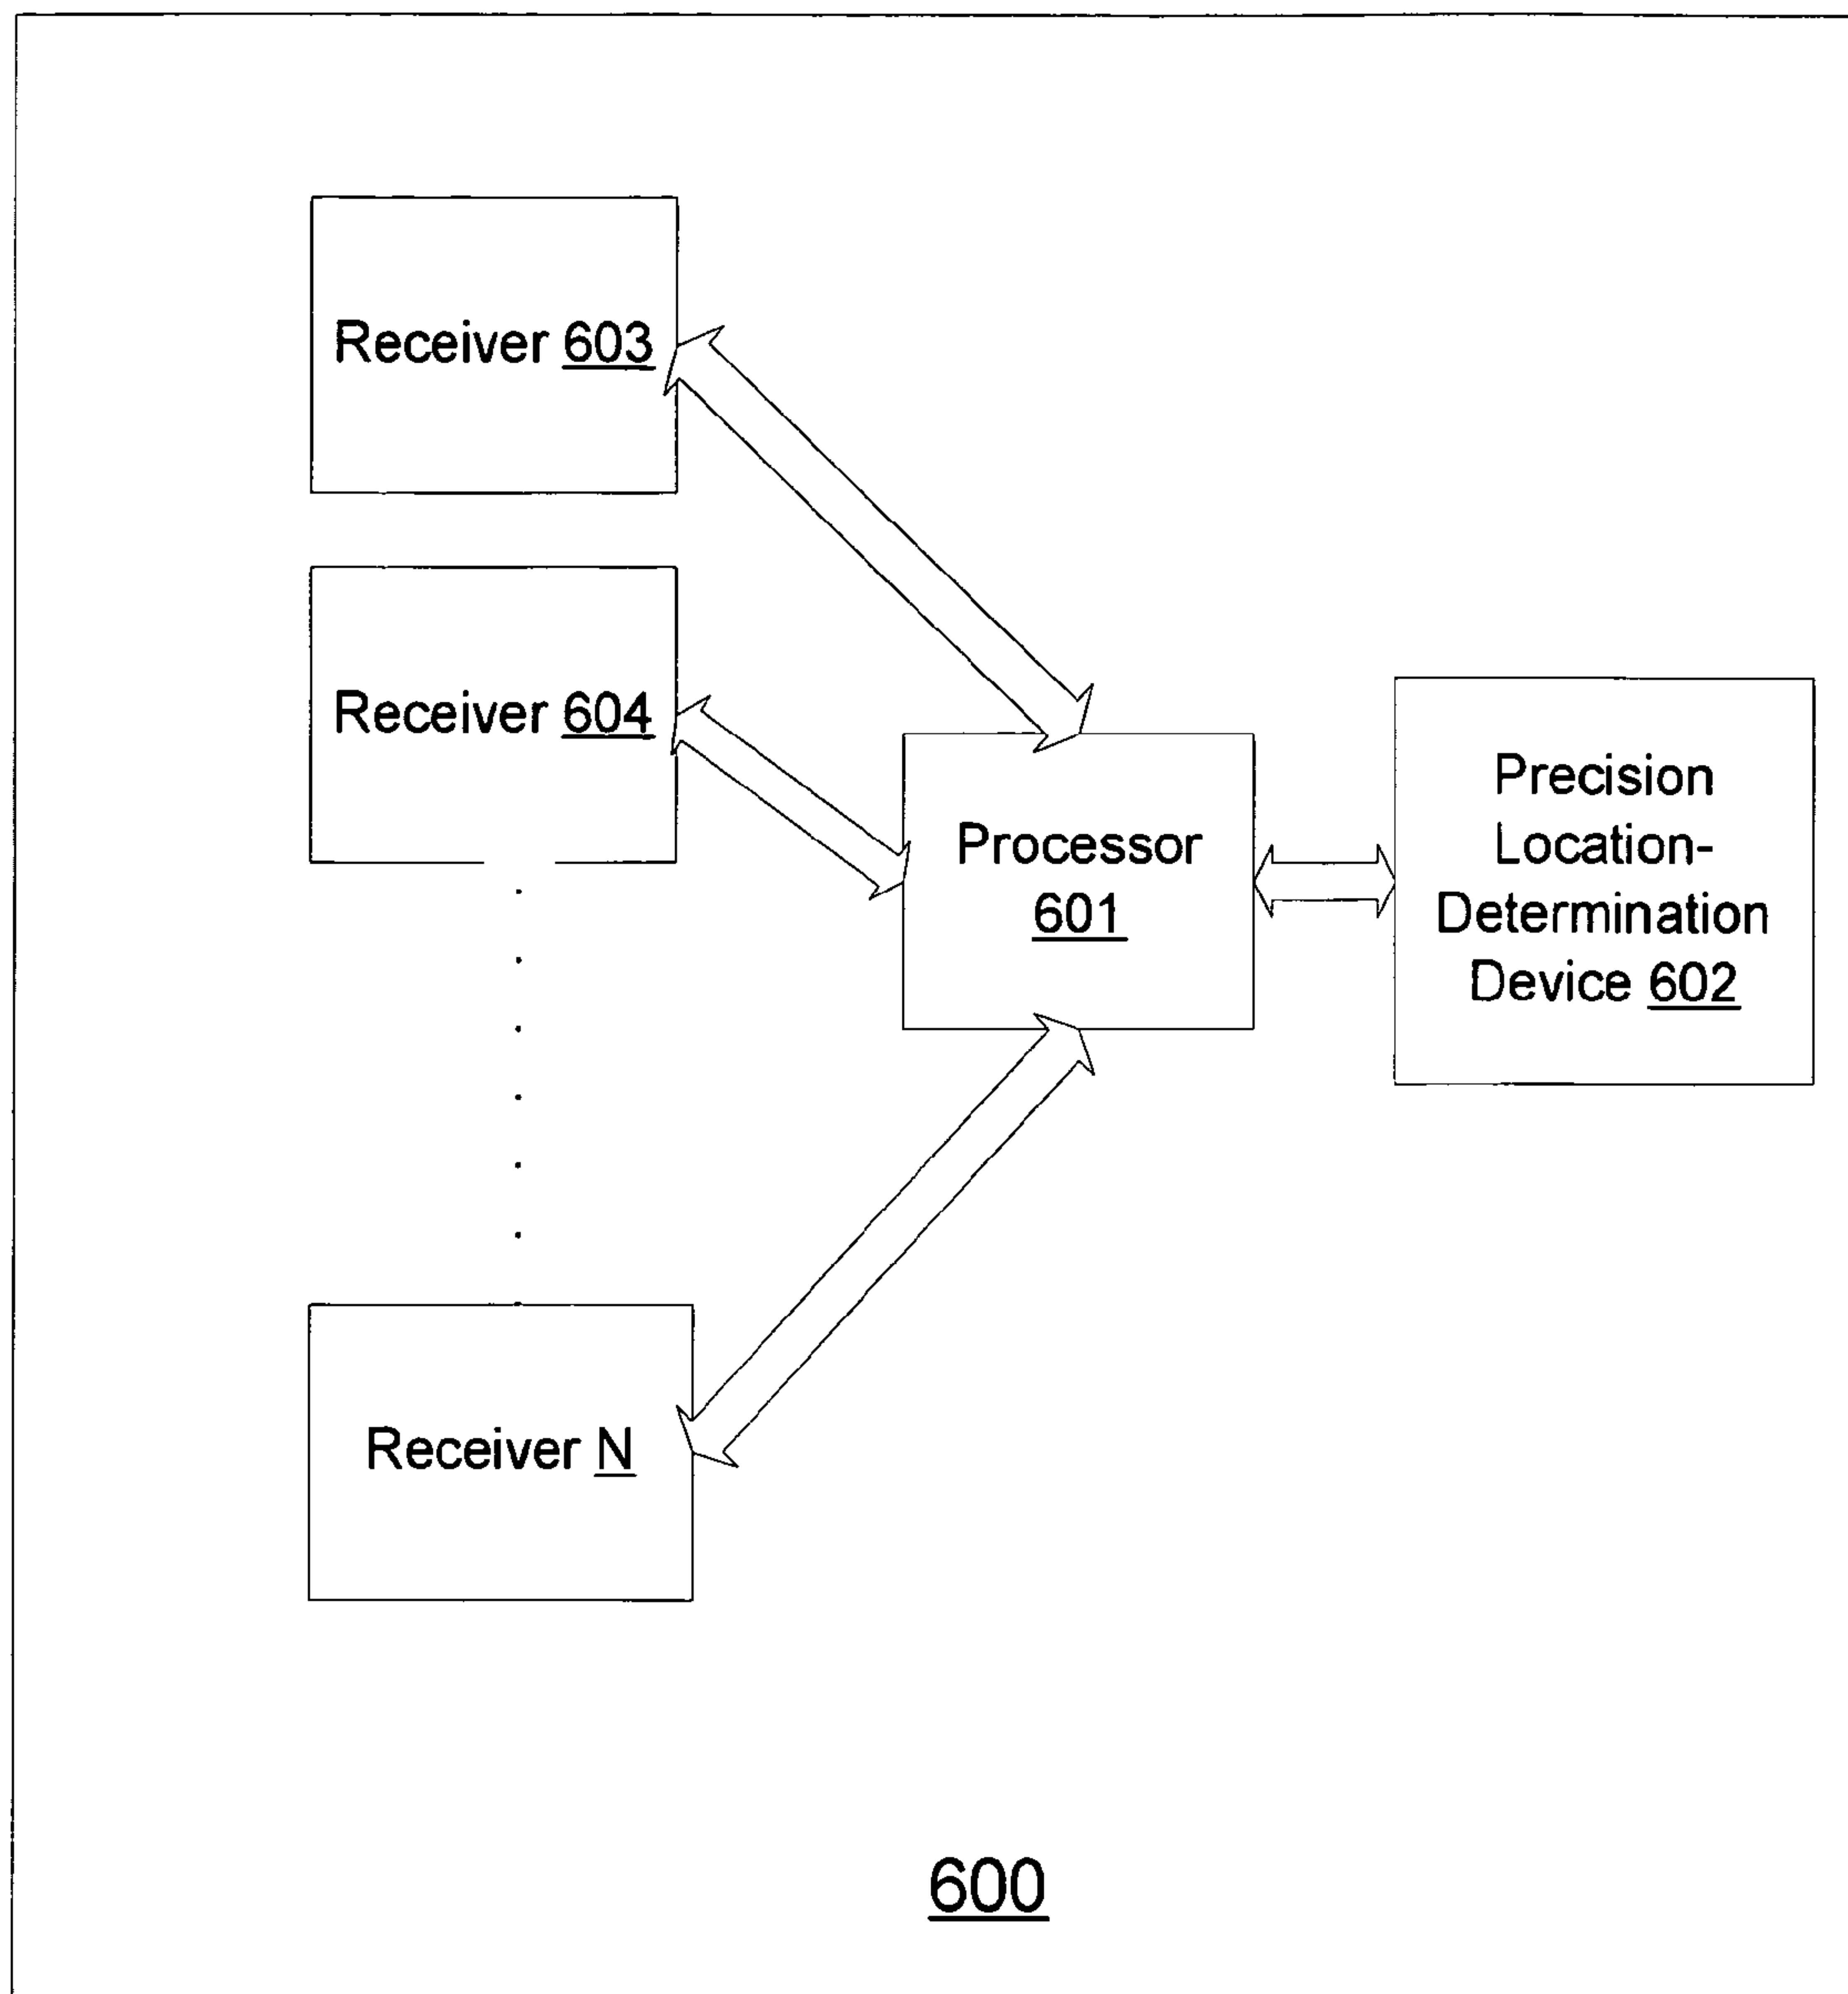 Receiver 603
Receiver 604
Processor
601
Precision
Location-
Determination
Device 602
Receiver N
600